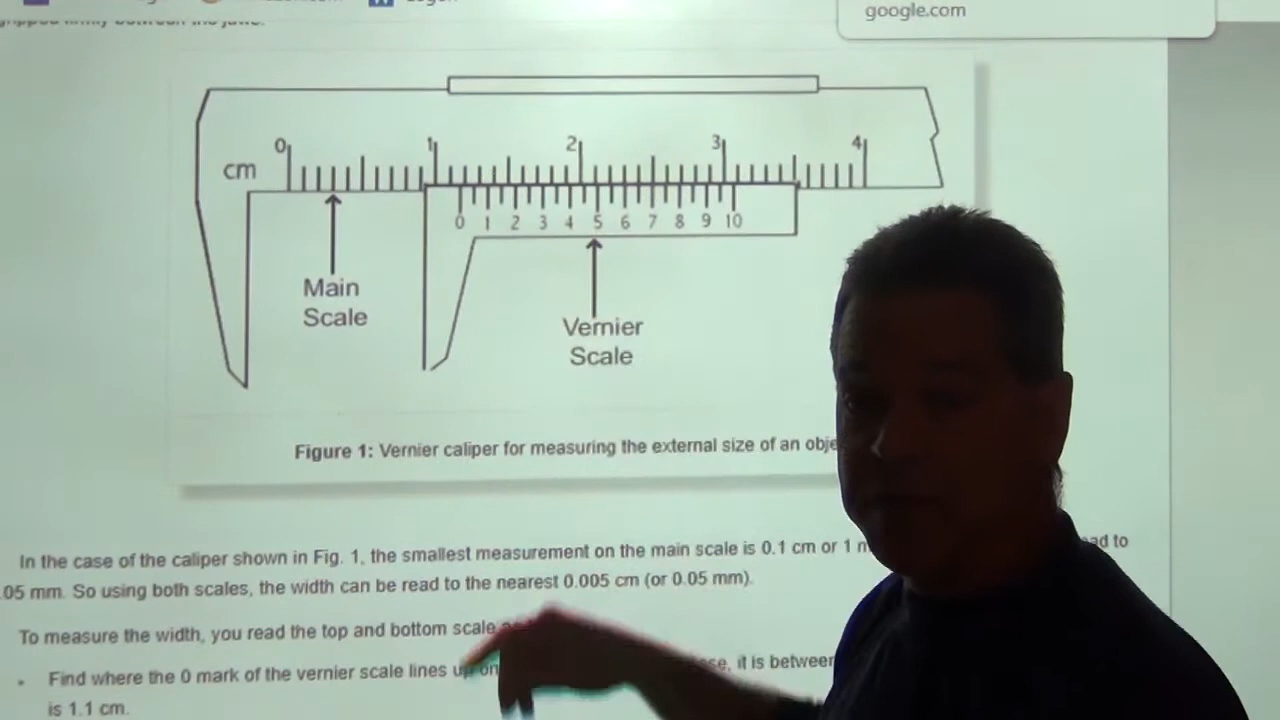 google.com
0 1 2 3 4
cm
0 1 2 3 4 5 6 7 8 9 10
Main
Scale
Vernier
Scale
Figure 1: Vernier caliper for measuring the external size of an obje
In the case of the caliper shown in Fig. 1, the smallest measurement on the main scale is 0.1 cm or 1 to
05 mm. So using both scales, the width can be read to the nearest 0.005 cm (or 0.05 mm).
To measure the width, you read the top and bottom scale
Find where the 0 mark of the vernier scale lines it is between
is 1.1 cm.